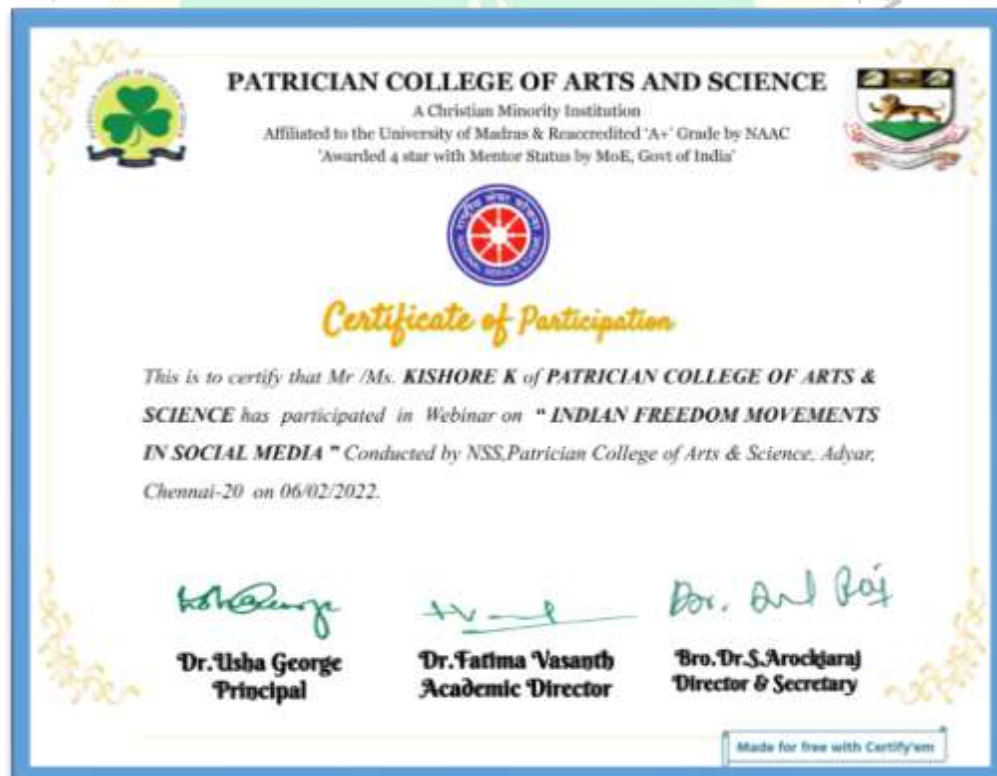 PATRICIAN COLLEGE OF ARTS AND SCIENCE
A Christian Minority Institution
Affiliated to the University of Madras & Reaccredited 'A+' Grade by NAAC
'Awarded 4 star with Mentor Status by MoE, Govt of India'
Certificate of Participation
This is to certify that Mr /Ms. KISHORE K of PATRICIAN COLLEGE OF ARTS &
SCIENCE has participated in Webinar on “ INDIAN FREEDOM MOVEMENTS
IN SOCIAL MEDIA ” Conducted by NSS,Patrician College of Arts & Science, Adyar,
Chennai-20 on 06/02/2022.
Dr.Usha George
Principal
Dr.Fatima Vasanth
Academic Director
Bro.Dr.S.Arockiaraj
Director & Secretary
Made for free with Certify'em